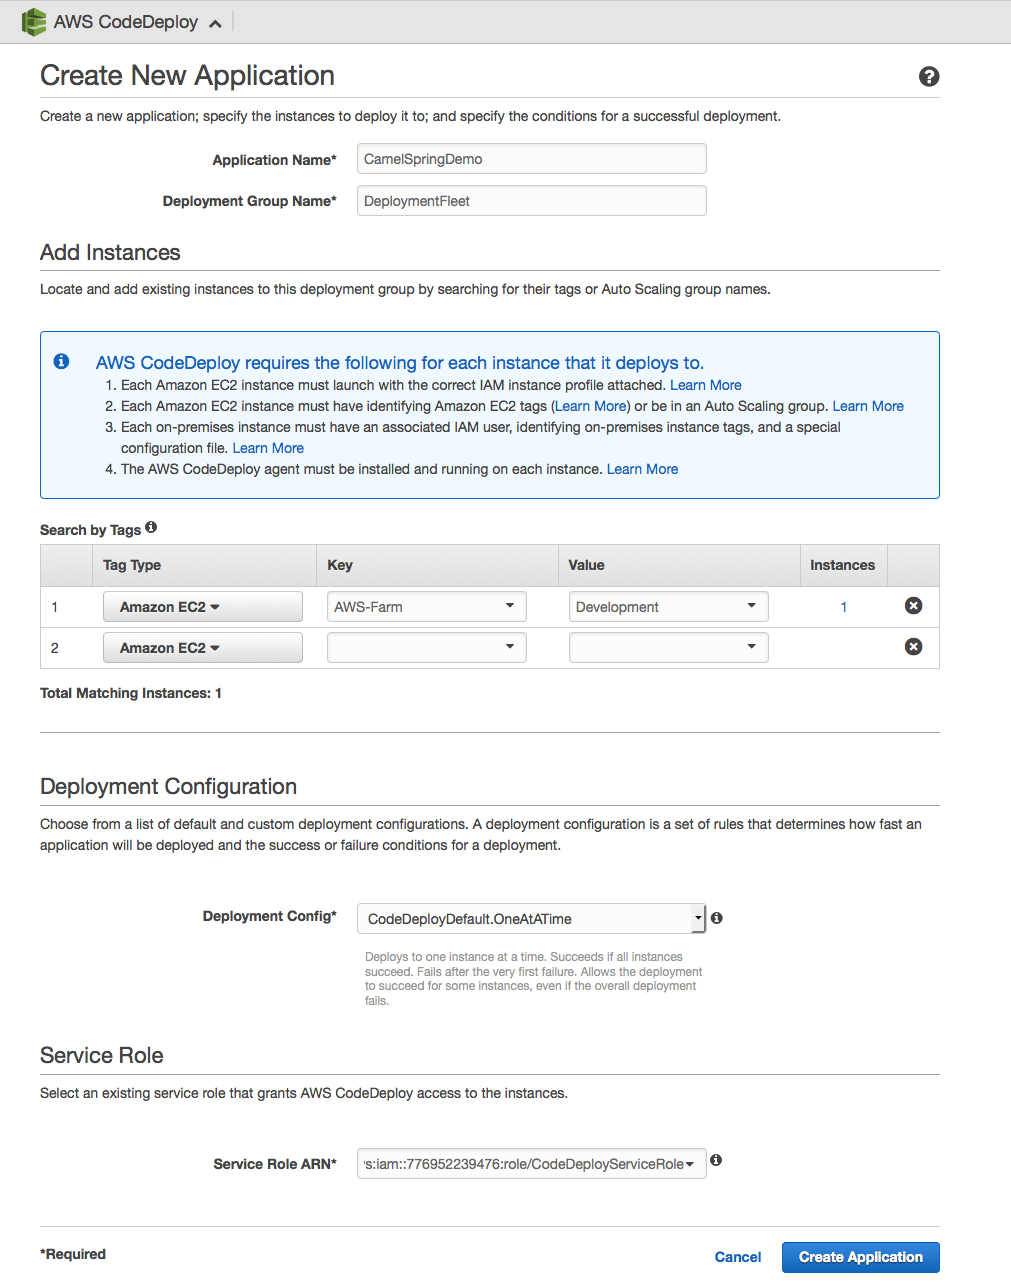 AWS CodeDeploy
Create New Application
Create a new application; specify the instances to deploy it to; and specify the conditions for a successful deployment.
Application Name* CamelSpringDemo
Deployment Group Name* DeploymentFleet
Add Instances
Locate and add existing instances to this deployment group by searching for their tags or Auto Scaling group names.
AWS CodeDeploy requires the following for each instance that it deploys to.
1. Each Amazon EC2 instance must launch with the correct IAM instance profile attached. Learn More
2. Each Amazon EC2 instance must have identifying Amazon EC2 tags (Learn More) or be in an Auto Scaling group. Learn More
3. Each on-premises instance must have an associated IAM user, identifying on-premises instance tags, and a special
configuration file. Learn More
4. The AWS CodeDeploy agent must be installed and running on each instance. Learn More
Search by Tags
Tag Type Key Value Instances
1 Amazon EC2 AWS-Farm Development 1
2 Amazon EC2
Total Matching Instances: 1
Deployment Configuration
Choose from a list of default and custom deployment configurations. A deployment configuration is a set of rules that determines how fast an
application will be deployed and the success or failure conditions for a deployment.
Deployment Config* CodeDeployDefault.OneAtATime
Deploys to one instance at a time. Succeeds if all instances
succeed. Fails after the very first failure. Allows the deployment
to succeed for some instances, even if the overall deployment
fails.
Service Role
Select an existing service role that grants AWS CodeDeploy access to the instances.
Service Role ARN* s:iam::776952239476:role/CodeDeployServiceRole
*Required Cancel Create Application